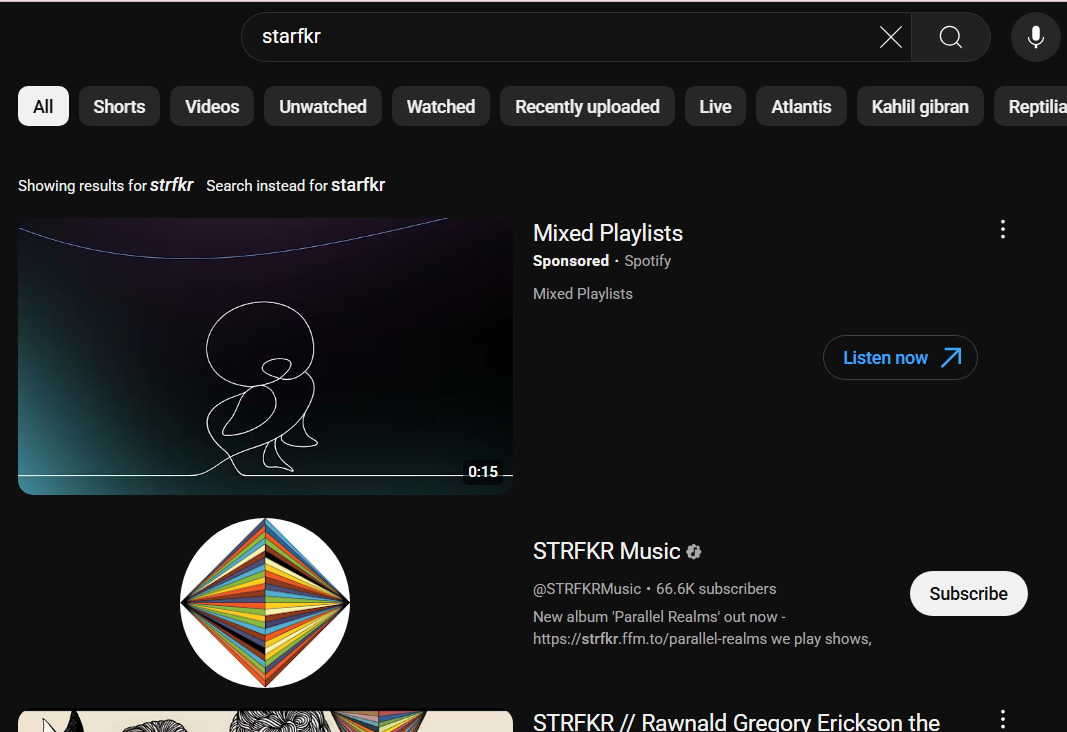 starfkr
All Shorts Videos Unwatched Watched Recently uploaded Live Atlantis Kahlil gibran Reptilia
Showing results for strfkr Search instead for starfkr
Mixed Playlists
Sponsored · Spotify
Mixed Playlists
Listen now
0:15
STRFKR Music
@STRFKRMusic • 66.6K subscribers
Subscribe
New album 'Parallel Realms' out now -
https://strfkr.ffm.to/parallel-realms we play shows,
STRFKR // Rawnald Gregory Erickson the